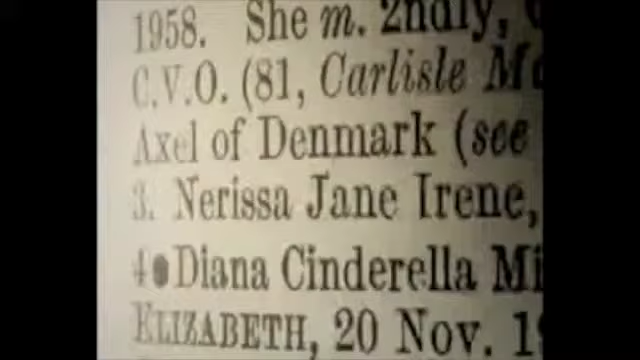 1958. She m. 2ndly,
C.V.O. (81, Carlisle
Axel of Denmark (see
3. Nerissa Jane Irene,
4●Diana Cinderella
ELIZABETH, 20 Nov.